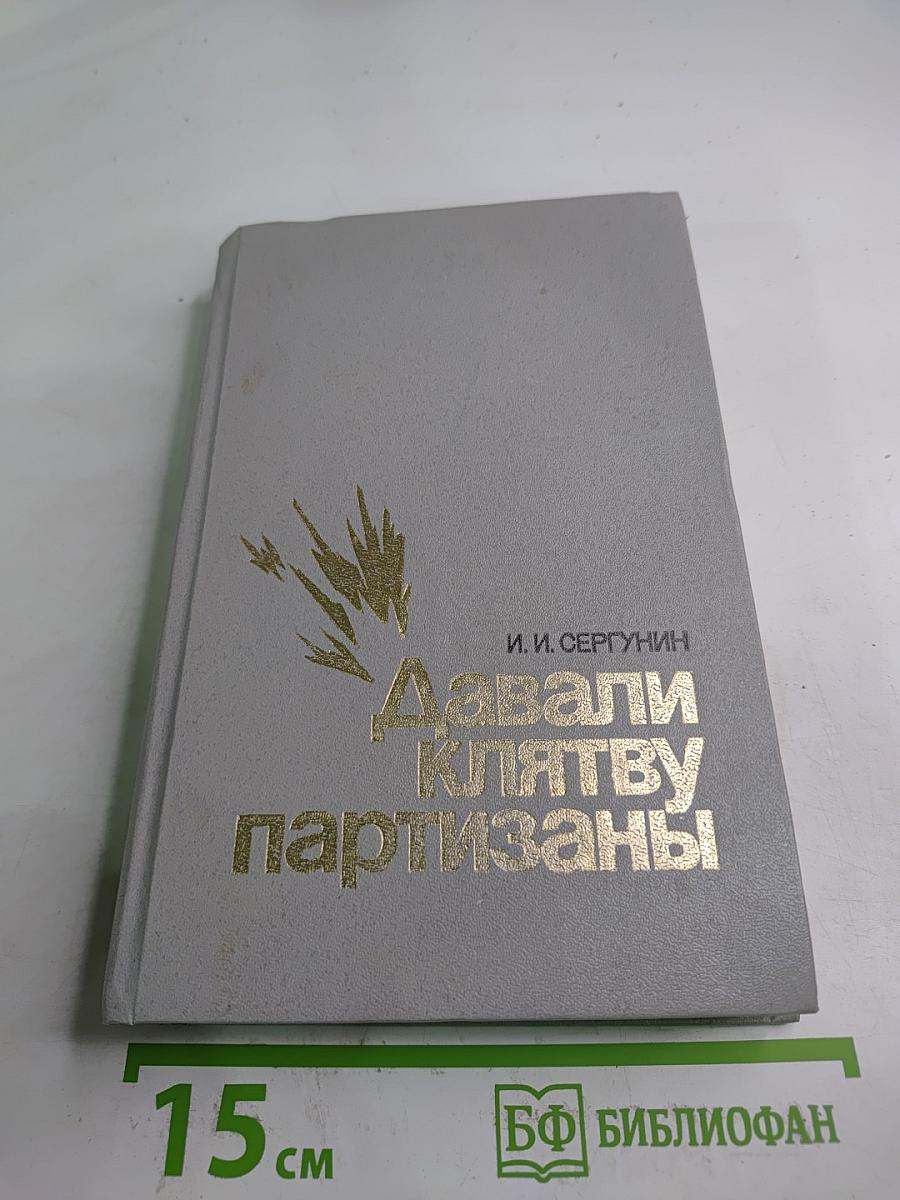 И. И. СЕРГУНИН
Давали
клятву
партизаны
15 см
БФ БИБЛИОФАН